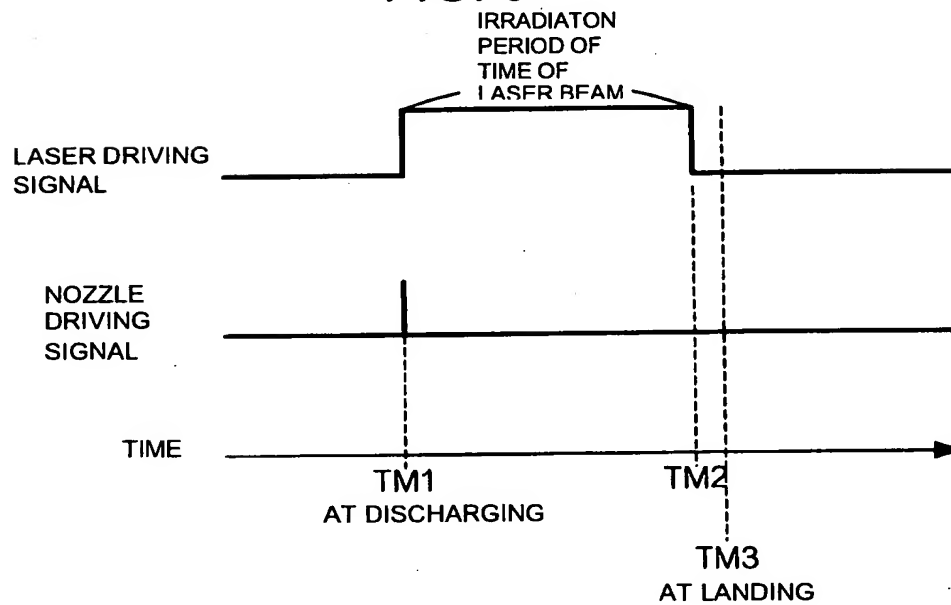 IRRADIATON
PERIOD OF
TIME OF
LASER BEAM
LASER DRIVING
SIGNAL
NOZZLE
DRIVING
SIGNAL
TIME
TM1
AT DISCHARGING
TM2
TM3
AT LANDING